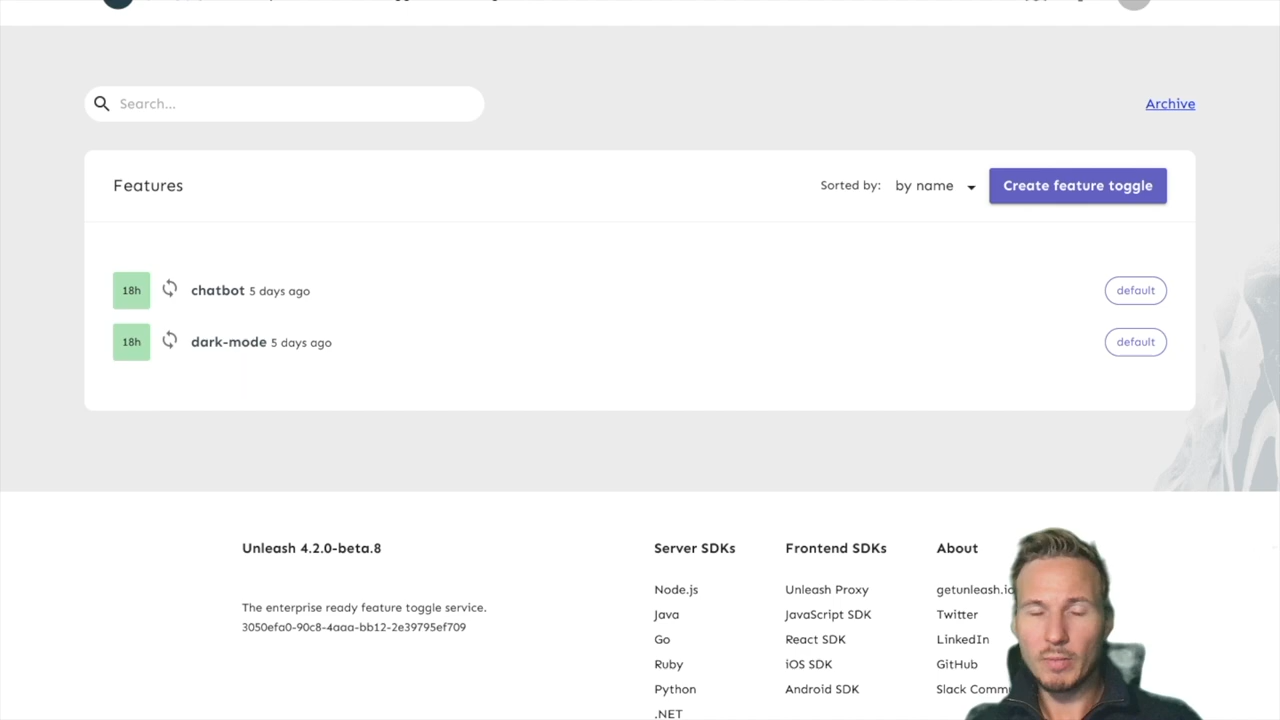 Search...
Archive
Features
Sorted by: by name
Create feature toggle
18h chatbot 5 days ago default
18h dark-mode 5 days ago default
Unleash 4.2.0-beta.8
The enterprise ready feature toggle service.
3050efa0-90c8-4aaa-bb12-2e39795ef709
Server SDKs
Node.js
Java
Go
Ruby
Python
.NET
Frontend SDKs
Unleash Proxy
JavaScript SDK
React SDK
iOS SDK
Android SDK
About
getunleash.io
Twitter
LinkedIn
GitHub
Slack